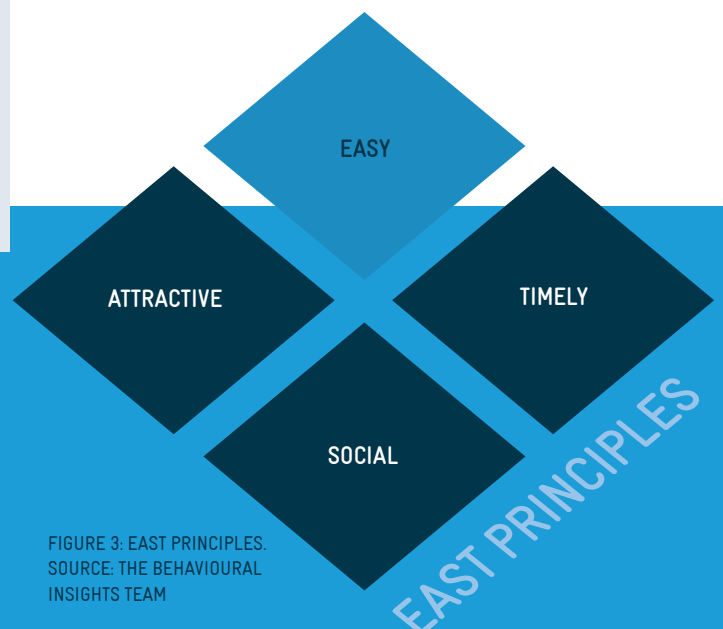 EASY
ATTRACTIVE
TIMELY
SOCIAL
EAST PRINCIPLES
FIGURE 3: EAST PRINCIPLES.
SOURCE: THE BEHAVIOURAL
INSIGHTS TEAM